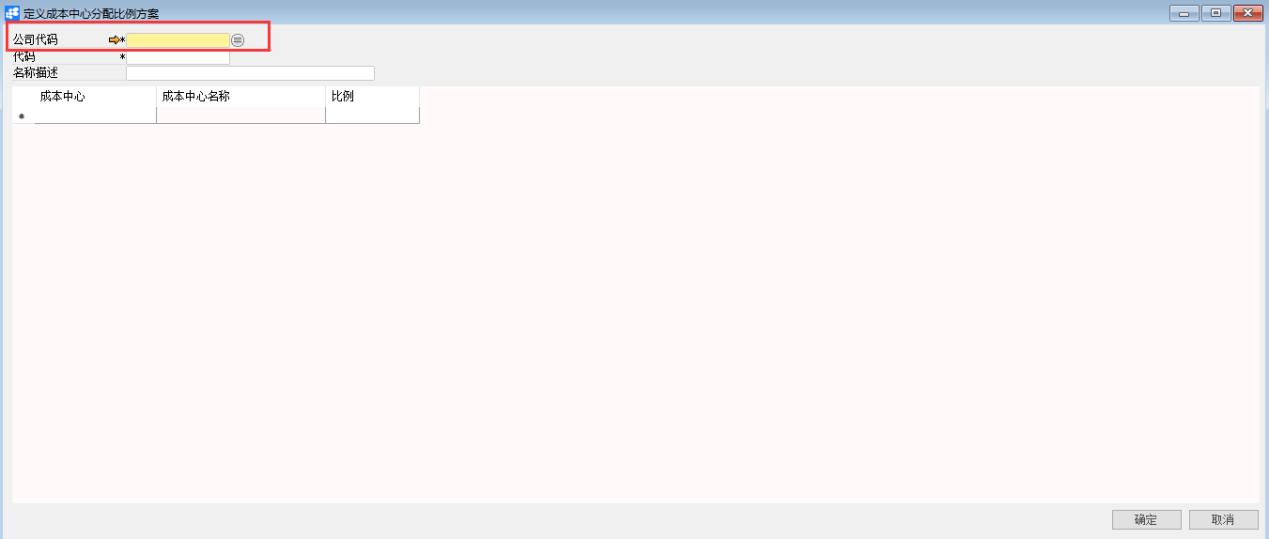 定义成本中心分配比例方案
公司代码 *
代码 *
名称描述
成本中心 成本中心名称 比例
确定 取消